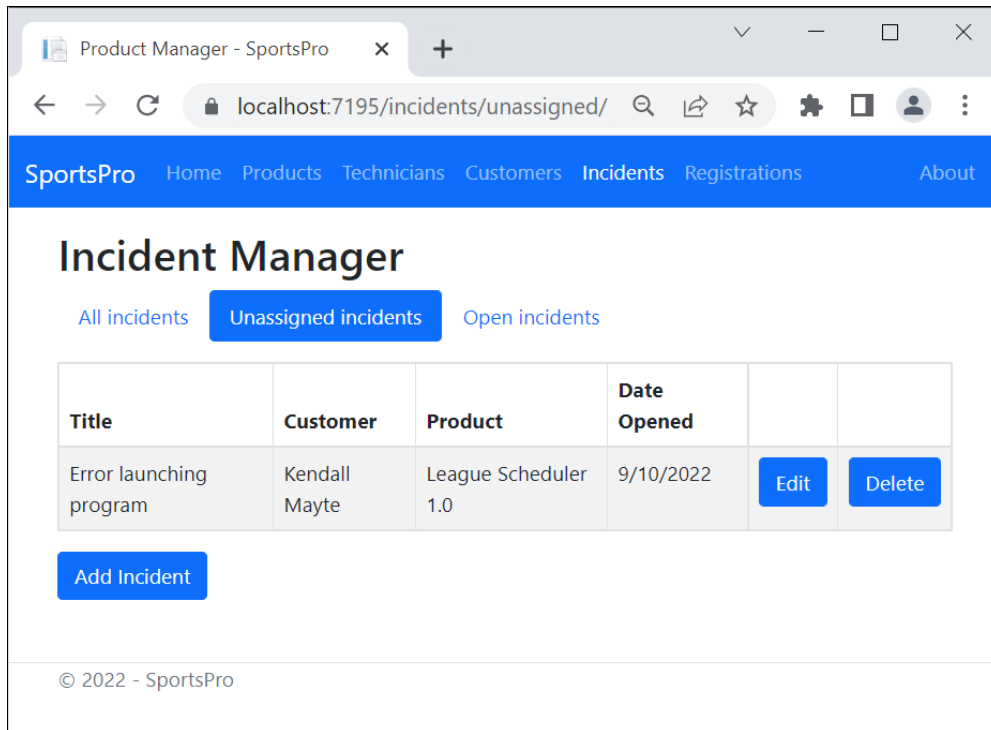 Product Manager - SportsPro
localhost:7195/incidents/unassigned/
SportsPro Home Products Technicians Customers Incidents Registrations About
Incident Manager
All incidents Unassigned incidents Open incidents
Title Customer Product Date Opened
Error launching program Kendall Mayte League Scheduler 1.0 9/10/2022 Edit Delete
Add Incident
© 2022 - SportsPro